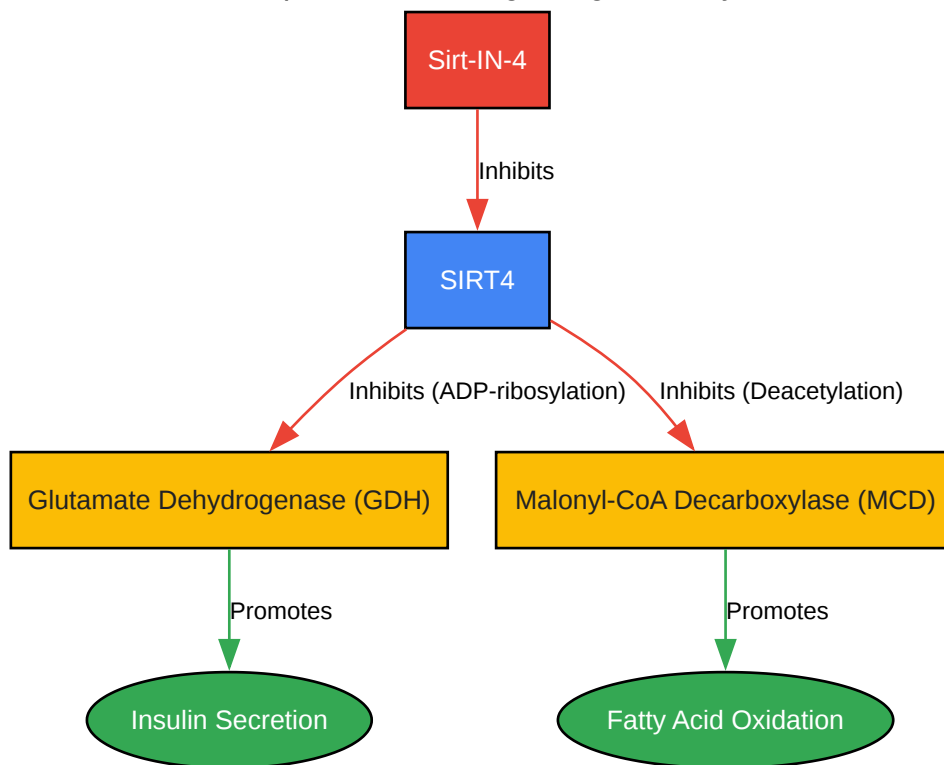 Sirt-IN-4
Inhibits
SIRT4
Inhibits (ADP-ribosylation)
Inhibits (Deacetylation)
Glutamate Dehydrogenase (GDH)
Malonyl-CoA Decarboxylase (MCD)
Promotes
Promotes
Insulin Secretion
Fatty Acid Oxidation